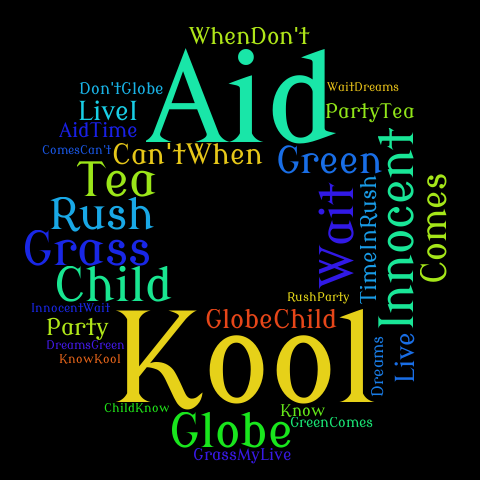 WhenDon't
Aid
Don'tGlobe
WaitDreams
LiveI
PartyTea
AidTime
ComesCan't
Can'tWhen
Green
Innocent
Tea
Wait
TimeInRush
Comes
Rush
Grass
Child
RushParty
InnocentWait
Kool
GlobeChild
Party
Live
Dreams
DreamsGreen
KnowKool
ChildKnow
Know
Globe
GreenComes
GrassMyLive